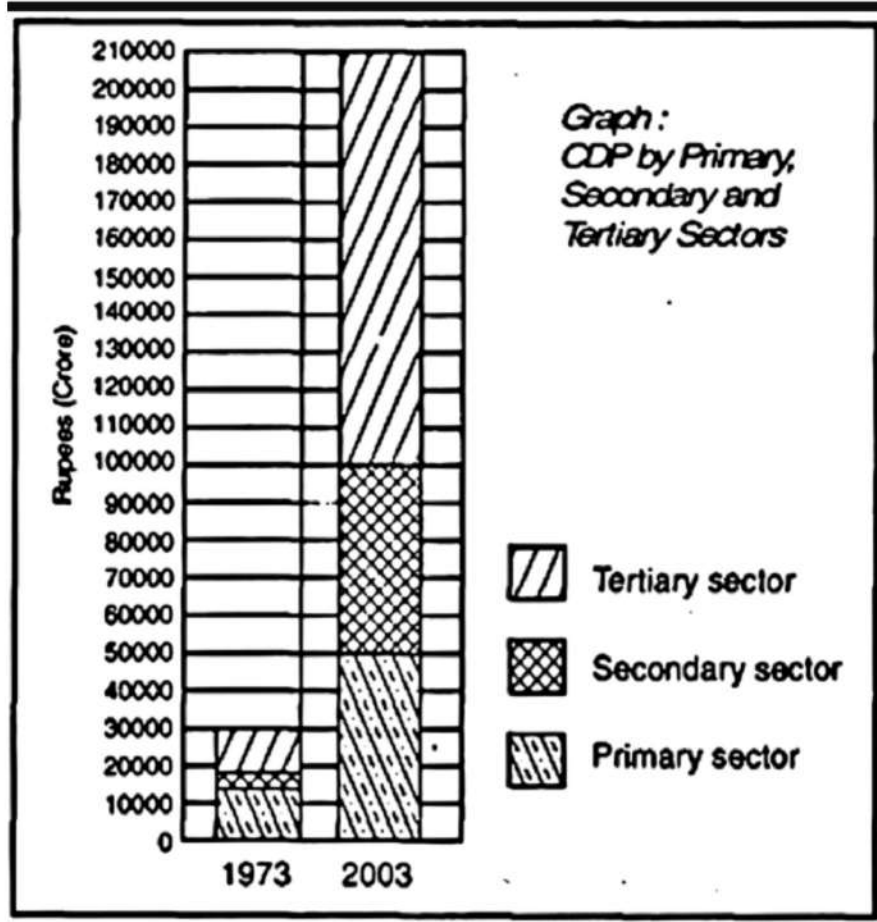 210000
200000
190000
180000
170000
160000
150000
140000
130000
120000
110000
100000
90000
80000
70000
60000
50000
40000
30000
20000
10000
0
Rupees (Crore)
1973 2003
Graph :
CDP by Primary,
Secondary and
Tertiary Sectors
Tertiary sector
Secondary sector
Primary sector